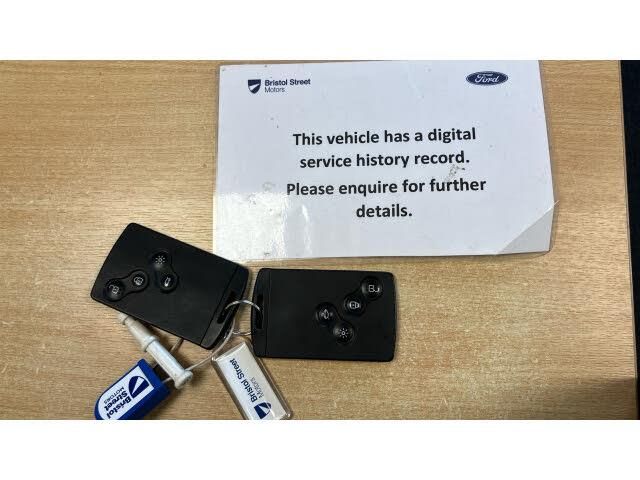 Bristol Street
Motors
Ford
This vehicle has a digital
service history record.
Please enquire for further
details.
Bristol
Street
MOTORS
Bristol Street
Motors